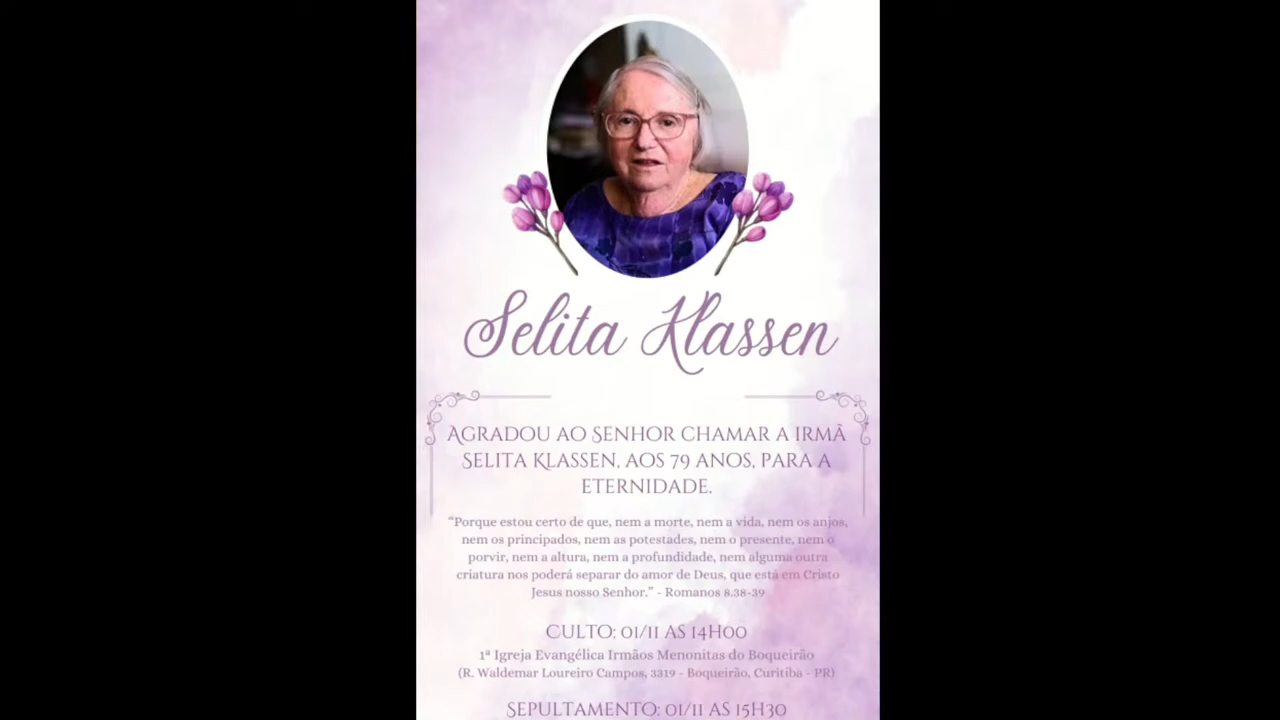 Selita Klassen
Agradou ao Senhor chamar a irmã
Selita Klassen, aos 79 anos, para a
eternidade.
"Porque estou certo de que, nem a morte, nem a vida, nem os anjos,
nem os principados, nem as potestades, nem o presente, nem o
porvir, nem a altura, nem a profundidade, nem alguma outra
criatura nos poderá separar do amor de Deus, que está em Cristo
Jesus nosso Senhor." - Romanos 8.38-39
CULTO: 01/11 AS 14H00
1ª Igreja Evangélica Irmãos Menonitas do Boqueirão
(R. Waldemar Loureiro Campos, 3319 - Boqueirão, Curitiba - PR)
SEPULTAMENTO: 01/11 AS 15H30